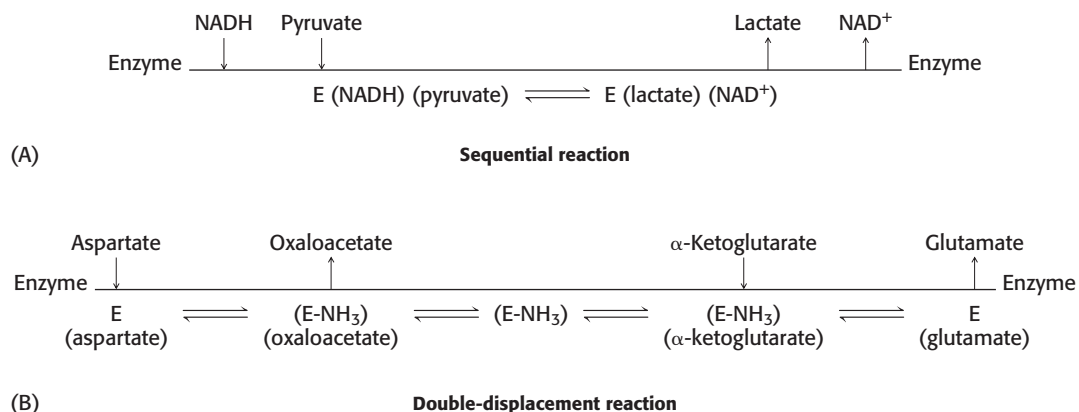 NADH Pyruvate Lactate NAD⁺
Enzyme Enzyme
E (NADH) (pyruvate) E (lactate) (NAD⁺)
(A) Sequential reaction
Aspartate Oxaloacetate α-Ketoglutarate Glutamate
Enzyme Enzyme
E (E-NH₃) (E-NH₃) (E-NH₃) E
(aspartate) (oxaloacetate) (α-ketoglutarate) (glutamate)
(B) Double-displacement reaction